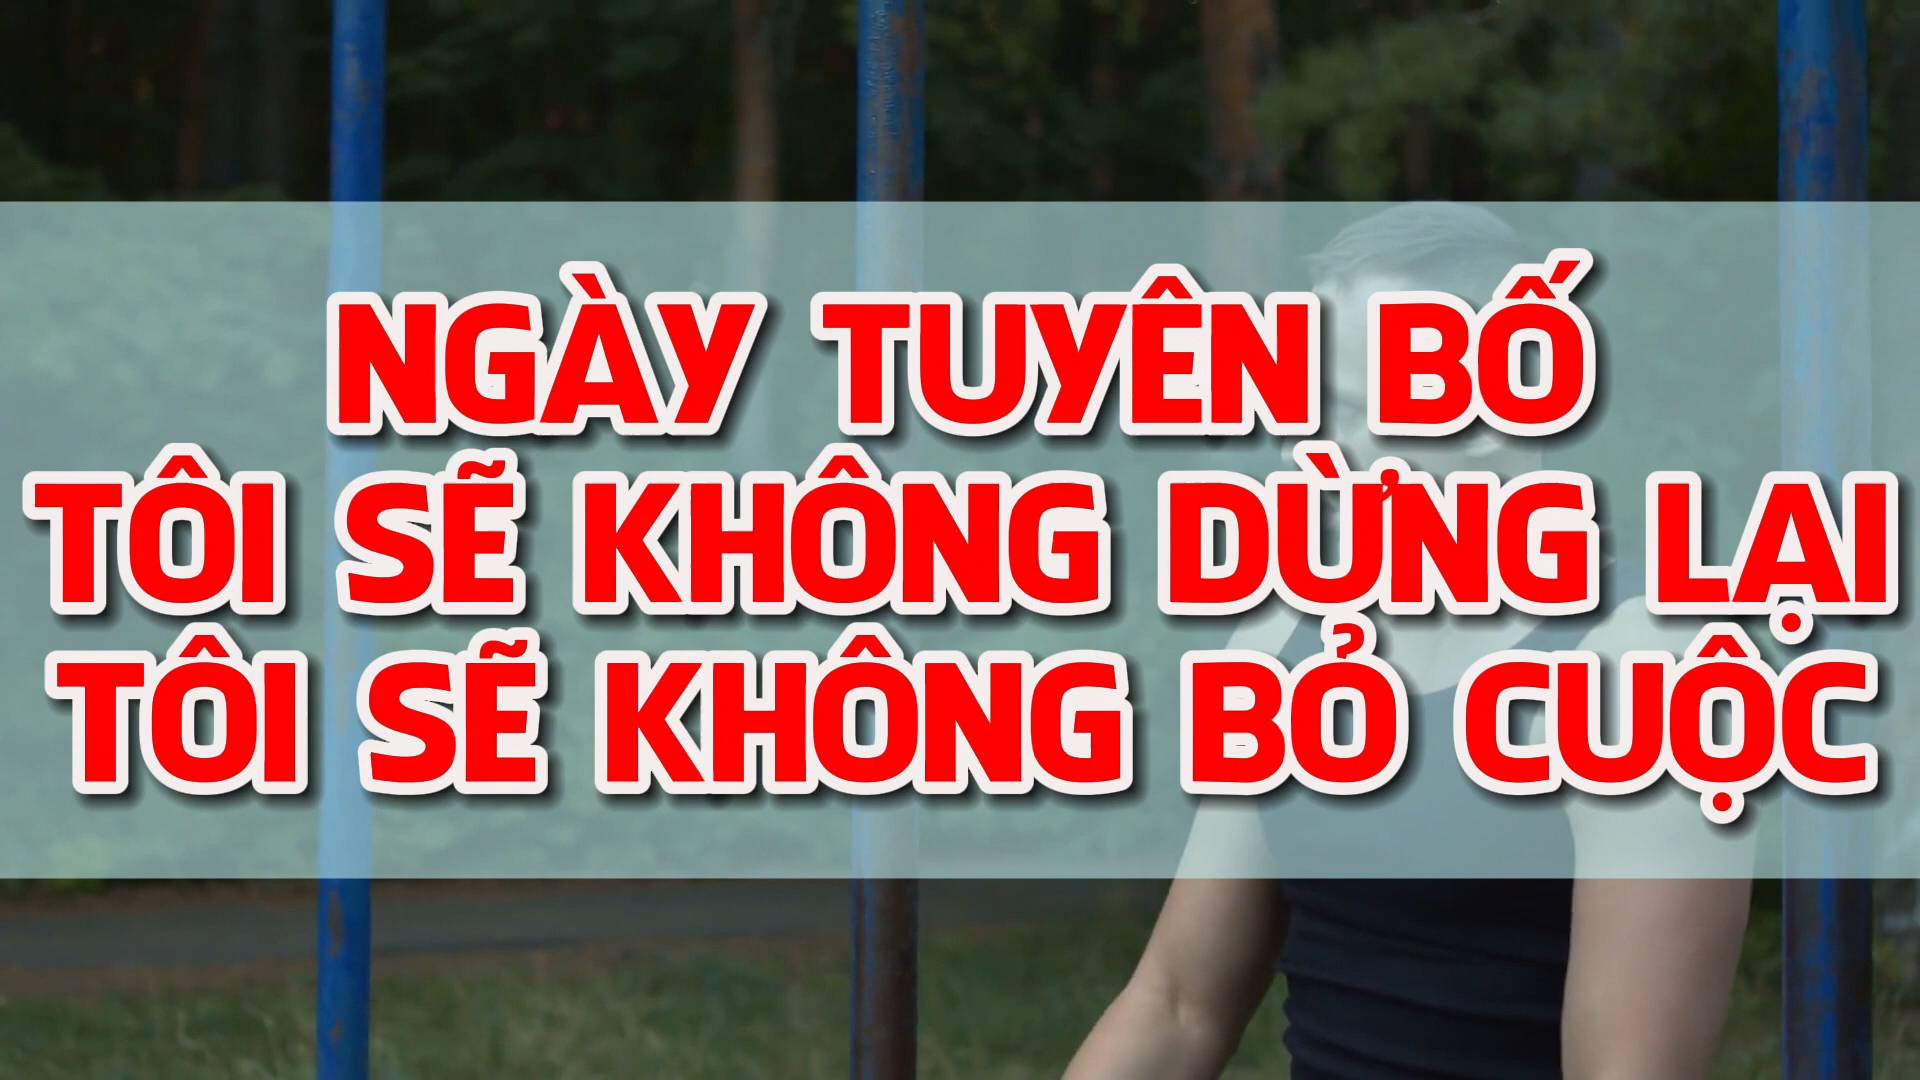 NGÀY TUYÊN BỐ
TÔI SẼ KHÔNG DỪNG LẠI
TÔI SẼ KHÔNG BỎ CUỘC